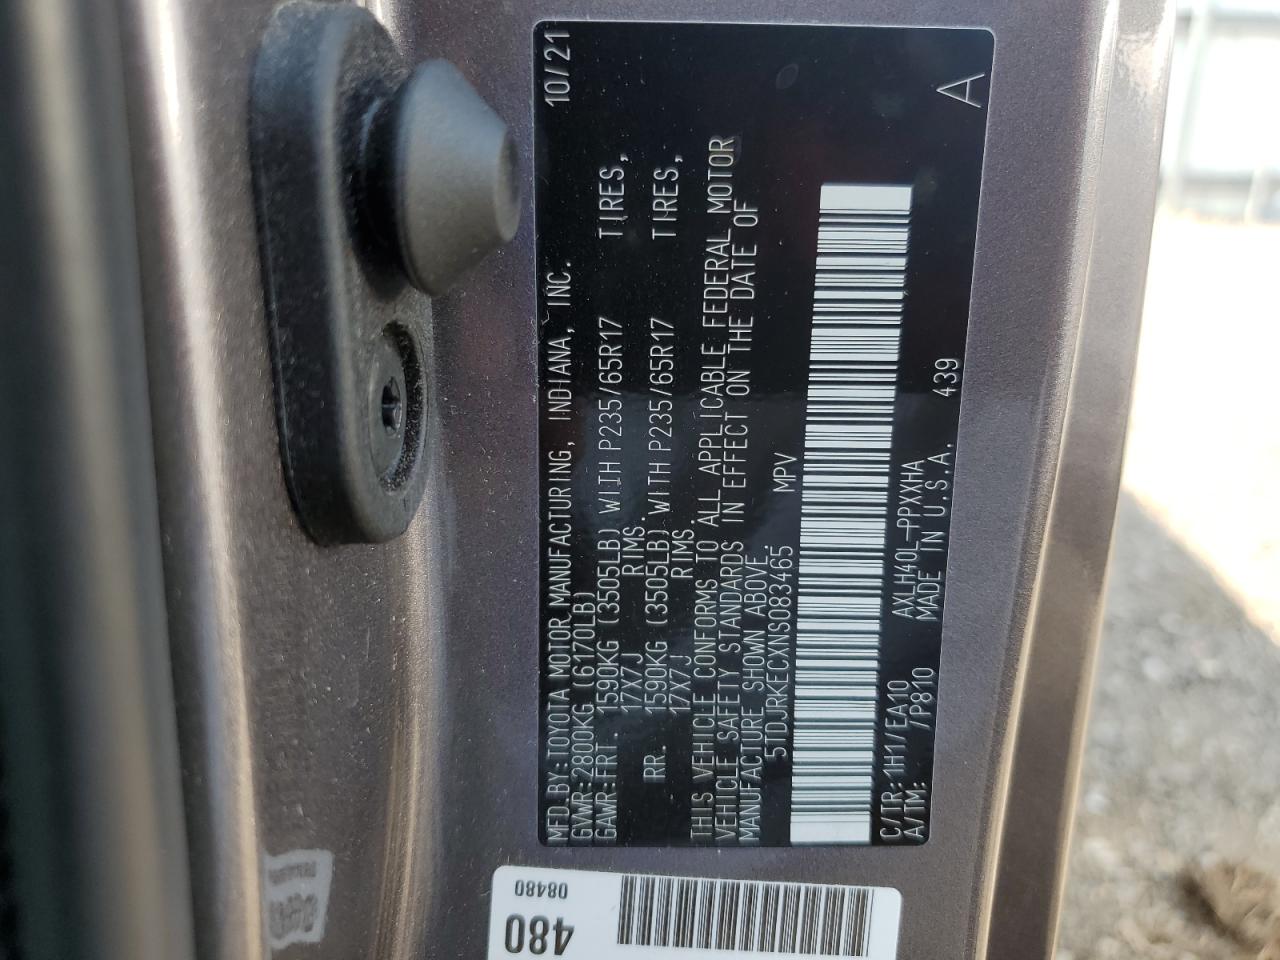 MFD.BY:TOYOTA MOTOR MANUFACTURING, INDIANA, INC. 10/21
GVWR:2800KG (6170LB)
GAWR:FRT. 1590KG (3505LB) WITH P235/65R17 TIRES,
17X7J RIMS.
RR. 1590KG (3505LB) WITH P235/65R17 TIRES,
17X7J RIMS.
THIS VEHICLE CONFORMS TO ALL APPLICABLE FEDERAL MOTOR
VEHICLE SAFETY STANDARDS IN EFFECT ON THE DATE OF
MANUFACTURE SHOWN ABOVE.
5TDJRKECXNS083465 MPV
C/TR:1H1/EA10 AXLH40L-PPXXHA
A/TM: /P810 MADE IN U.S.A. 439 A
08480
480